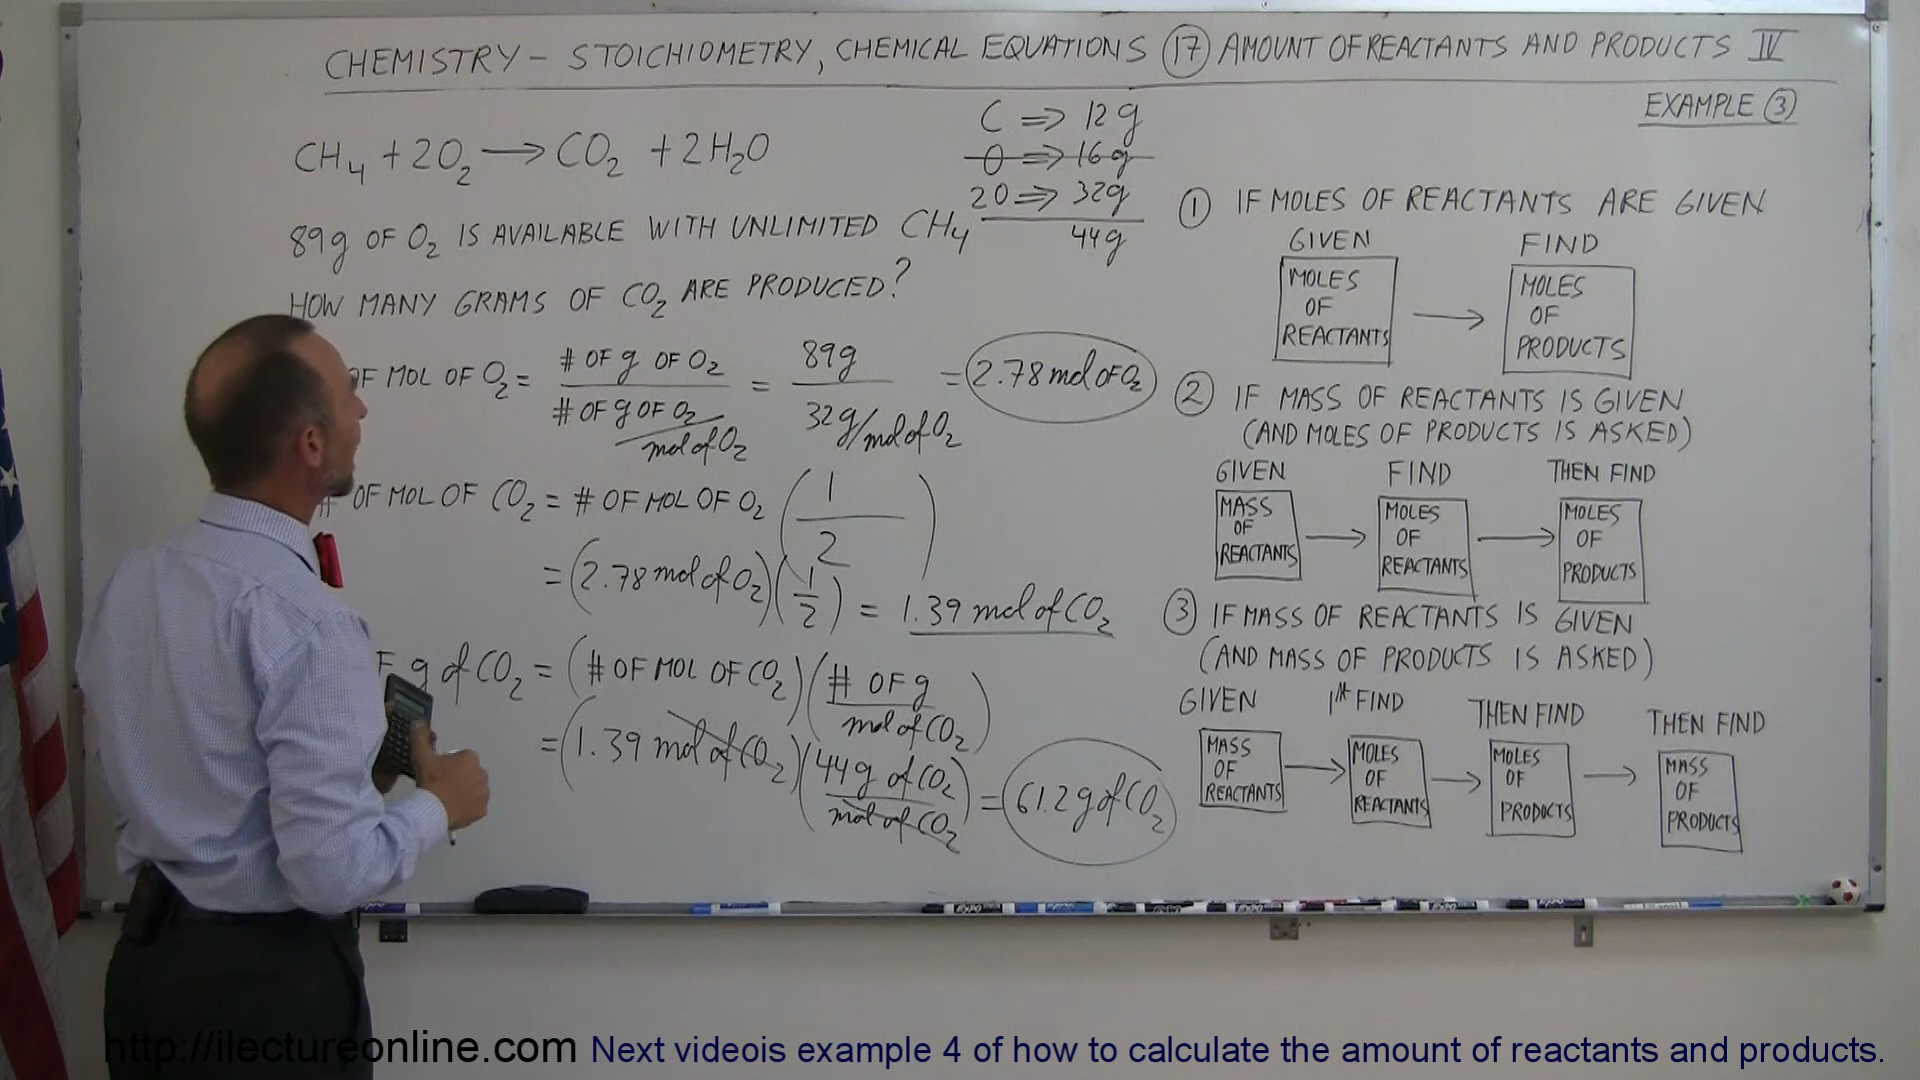 CHEMISTRY – STOICHIOMETRY, CHEMICAL EQUATIONS ⑰ AMOUNT OF REACTANTS AND PRODUCTS IV
EXAMPLE ③
CH₄ + 2O₂ → CO₂ + 2H₂O
C ⇒ 12g
O ⇒ 16g
2O ⇒ 32g
44g
89g OF O₂ IS AVAILABLE WITH UNLIMITED CH₄
HOW MANY GRAMS OF CO₂ ARE PRODUCED?
OF MOL OF O₂ = # OF g OF O₂ / # OF g OF O₂ / mol of O₂ = 89g / 32g/mol of O₂ = 2.78 mol OF O₂
# OF MOL OF CO₂ = # OF MOL OF O₂ (1/2)
= (2.78 mol of O₂)(1/2) = 1.39 mol of CO₂
F g of CO₂ = (# OF MOL OF CO₂)(# OF g / mol of CO₂)
= (1.39 mol of CO₂)(44g of CO₂ / mol of CO₂) = 61.2g of CO₂
① IF MOLES OF REACTANTS ARE GIVEN
GIVEN FIND
MOLES OF REACTANTS → MOLES OF PRODUCTS
② IF MASS OF REACTANTS IS GIVEN
(AND MOLES OF PRODUCTS IS ASKED)
GIVEN FIND THEN FIND
MASS OF REACTANTS → MOLES OF REACTANTS → MOLES OF PRODUCTS
③ IF MASS OF REACTANTS IS GIVEN
(AND MASS OF PRODUCTS IS ASKED)
GIVEN 1st FIND THEN FIND THEN FIND
MASS OF REACTANTS → MOLES OF REACTANTS → MOLES OF PRODUCTS → MASS OF PRODUCTS
http://ilectureonline.com Next videois example 4 of how to calculate the amount of reactants and products.